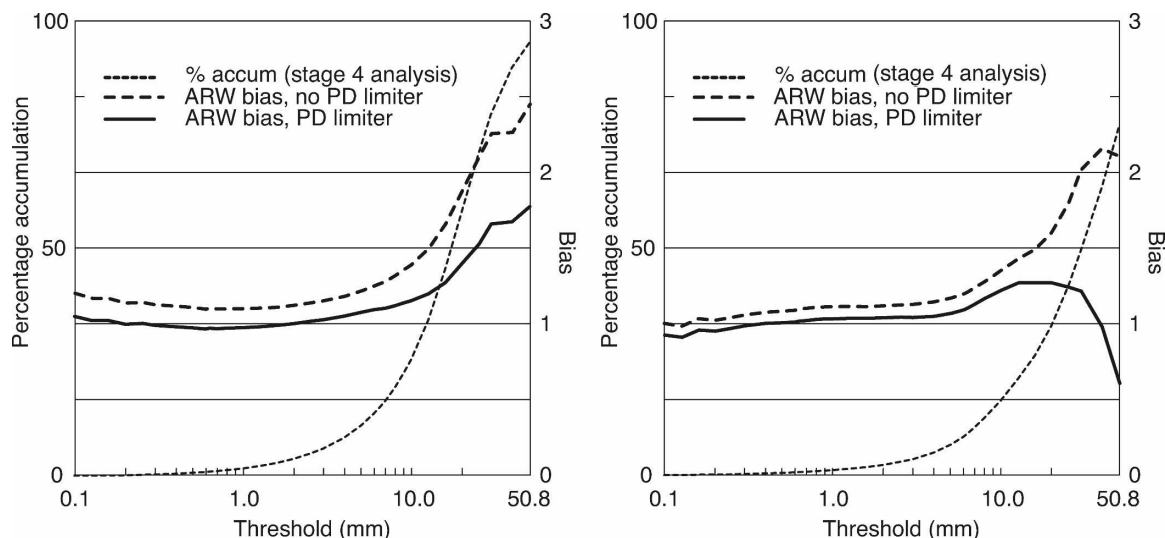 100
3
% accum (stage 4 analysis)
ARW bias, no PD limiter
ARW bias, PD limiter
Percentage accumulation
2
50
Bias
1
0
0
0.1
1.0
10.0
50.8
Threshold (mm)
100
3
% accum (stage 4 analysis)
ARW bias, no PD limiter
ARW bias, PD limiter
Percentage accumulation
2
50
Bias
1
0
0
0.1
1.0
10.0
50.8
Threshold (mm)